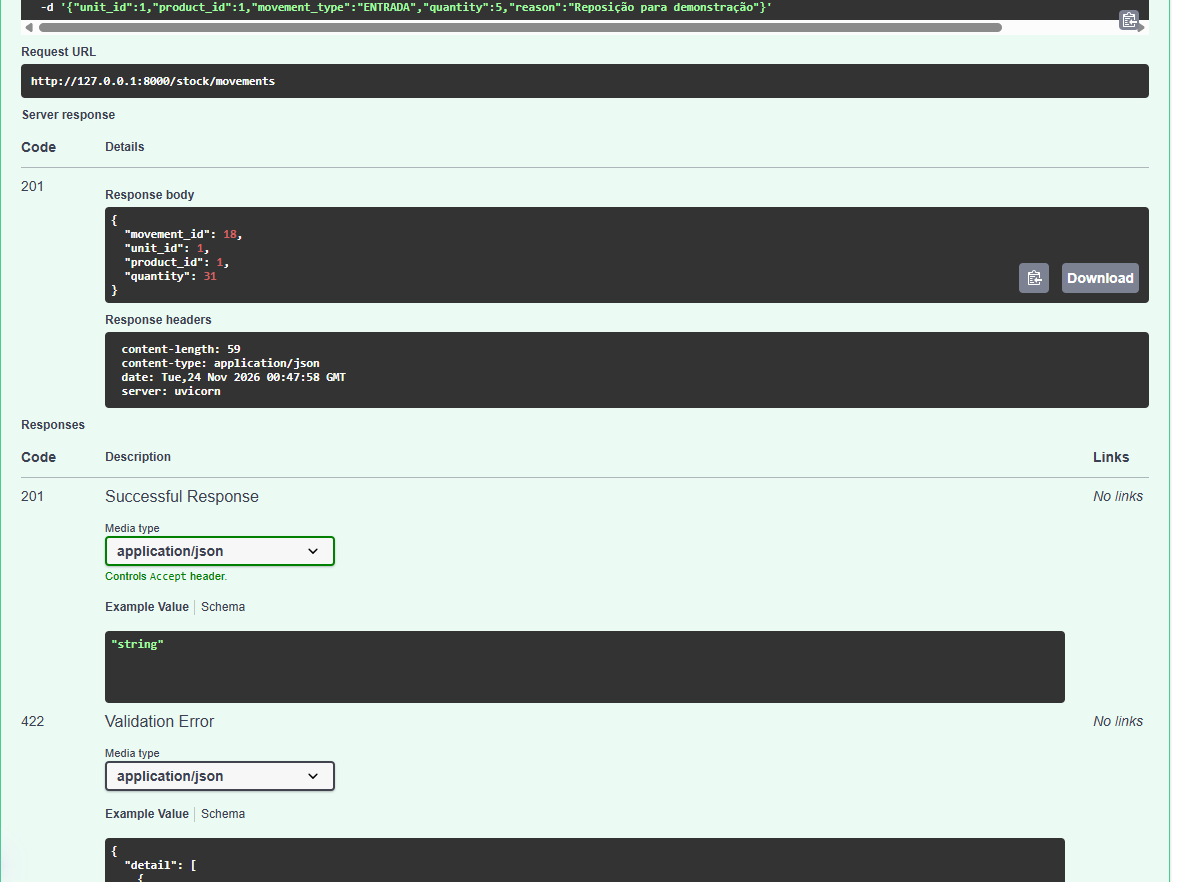 -d '{"unit_id":1,"product_id":1,"movement_type":"ENTRADA","quantity":5,"reason":"Reposição para demonstração"}'
Request URL
http://127.0.0.1:8000/stock/movements
Server response
Code Details
201
Response body
{
"movement_id": 18,
"unit_id": 1,
"product_id": 1,
"quantity": 31
}
Download
Response headers
content-length: 59
content-type: application/json
date: Tue,24 Nov 2026 00:47:58 GMT
server: uvicorn
Responses
Code Description Links
201 Successful Response No links
Media type
application/json
Controls Accept header.
Example Value Schema
"string"
422 Validation Error No links
Media type
application/json
Example Value Schema
{
"detail": [
{